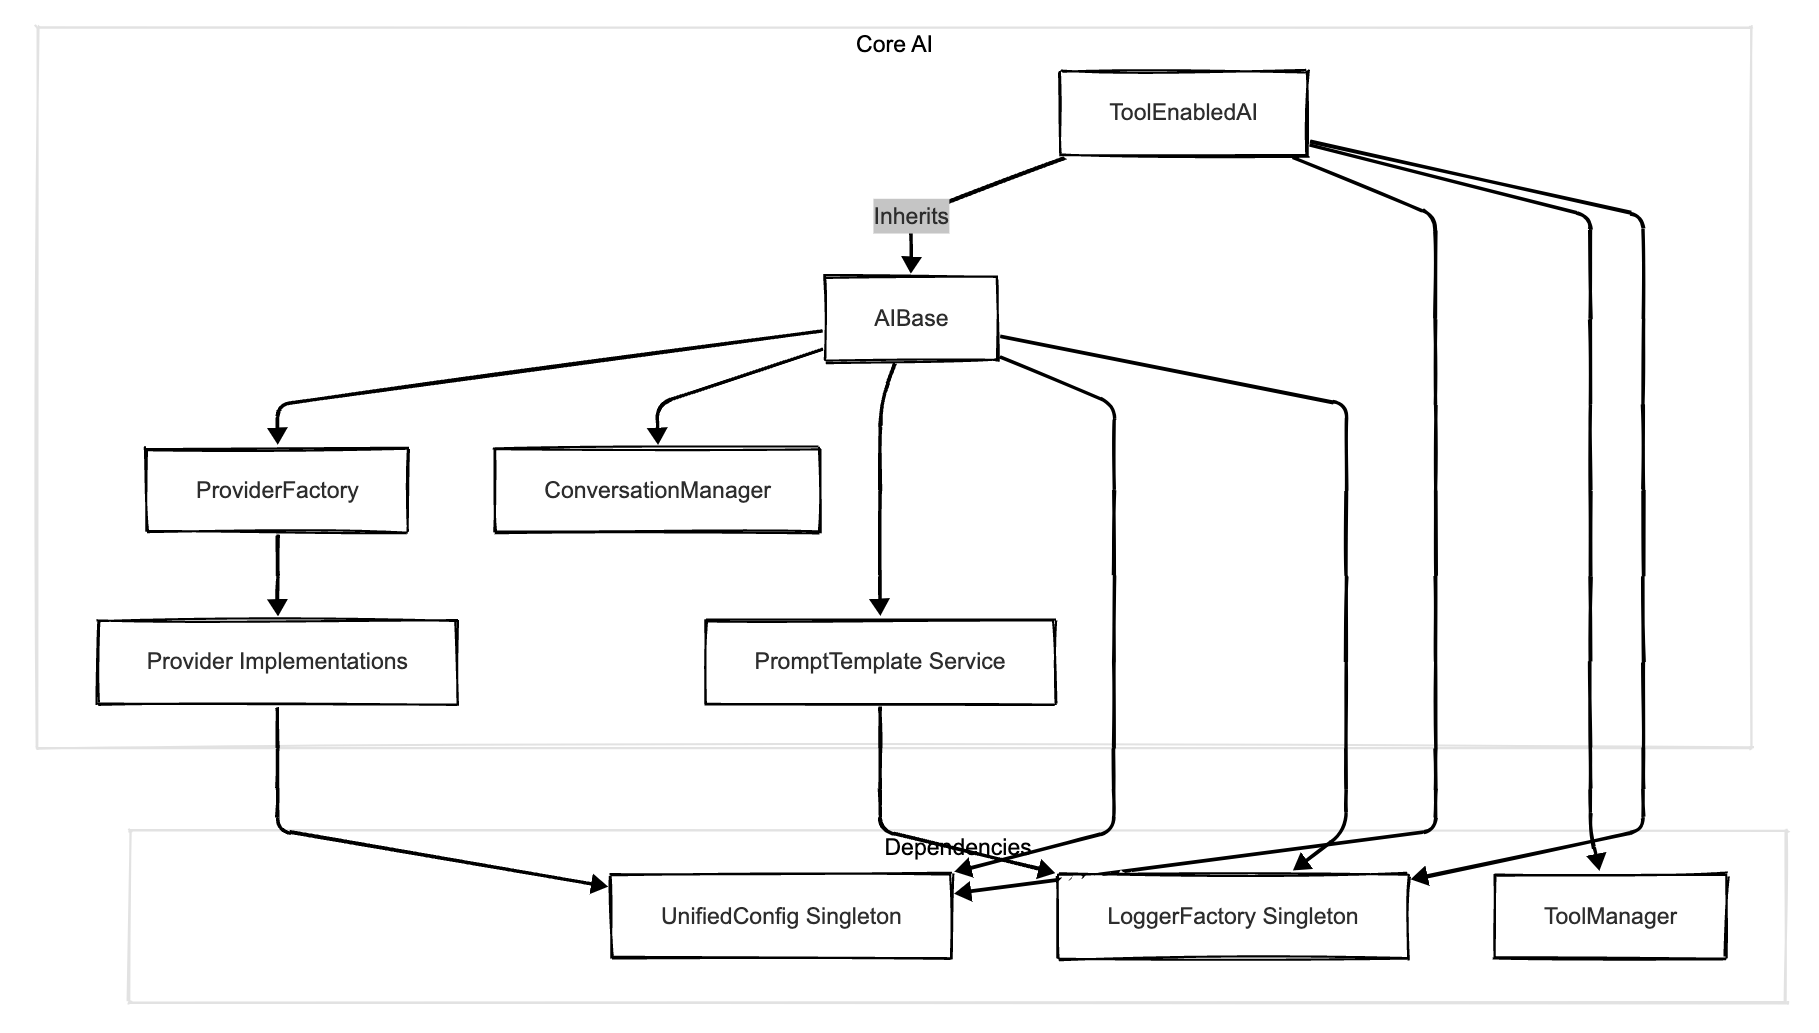 Core AI
ToolEnabledAI
Inherits
AIBase
ProviderFactory
ConversationManager
Provider Implementations
PromptTemplate Service
Dependencies
UnifiedConfig Singleton
LoggerFactory Singleton
ToolManager